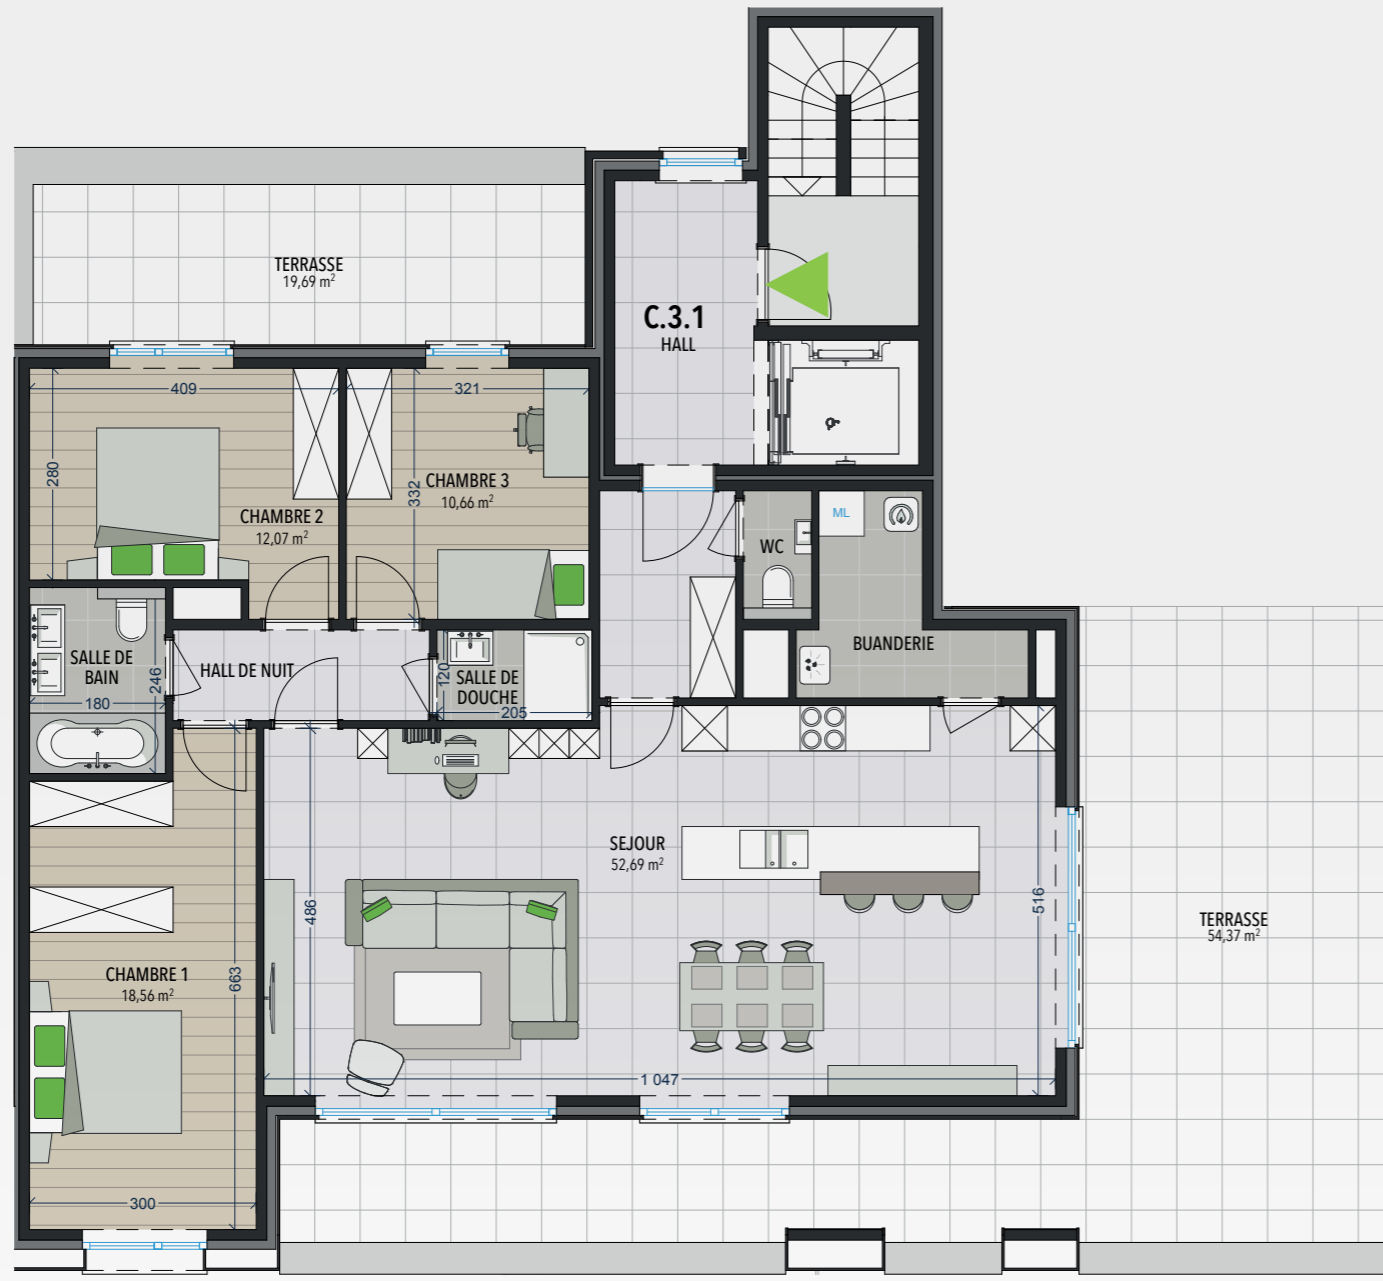 TERRASSE
19,69 m²
C.3.1
HALL
409
321
280
332
CHAMBRE 3
10,66 m²
CHAMBRE 2
12,07 m²
ML
WC
BUANDERIE
SALLE DE
BAIN
246
180
HALL DE NUIT
120
SALLE DE
DOUCHE
205
SEJOUR
52,69 m²
486
516
TERRASSE
54,37 m²
CHAMBRE 1
18,56 m²
663
1 047
300